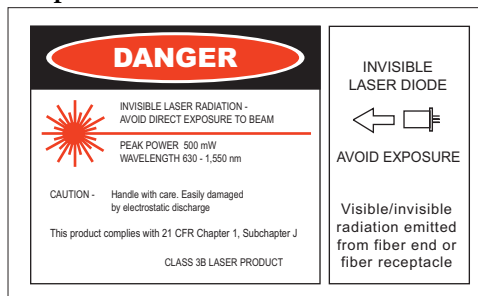 DANGER
INVISIBLE LASER RADIATION -
AVOID DIRECT EXPOSURE TO BEAM
PEAK POWER 500 mW
WAVELENGTH 630 - 1,550 nm
CAUTION - Handle with care. Easily damaged
by electrostatic discharge
This product complies with 21 CFR Chapter 1, Subchapter J
CLASS 3B LASER PRODUCT
INVISIBLE
LASER DIODE
AVOID EXPOSURE
Visible/invisible
radiation emitted
from fiber end or
fiber receptacle